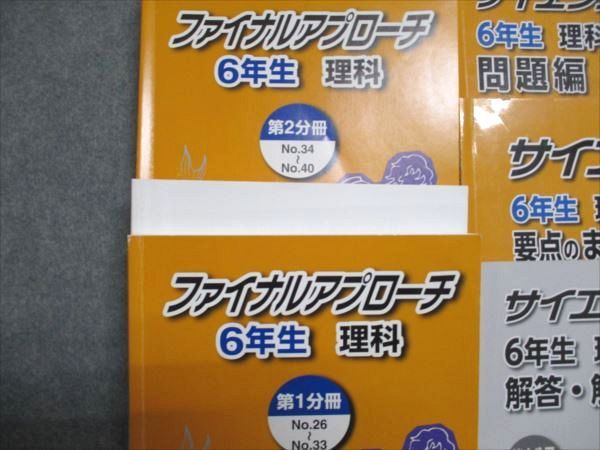 ファイナルアプローチ
6年生 理科
第2分冊
No.34
～
No.40
ファイナルアプローチ
6年生 理科
第1分冊
No.26
～
No.33
6年生 理科
問題編
サイエ
6年生
要点のま
サイエ
6年生
解答・